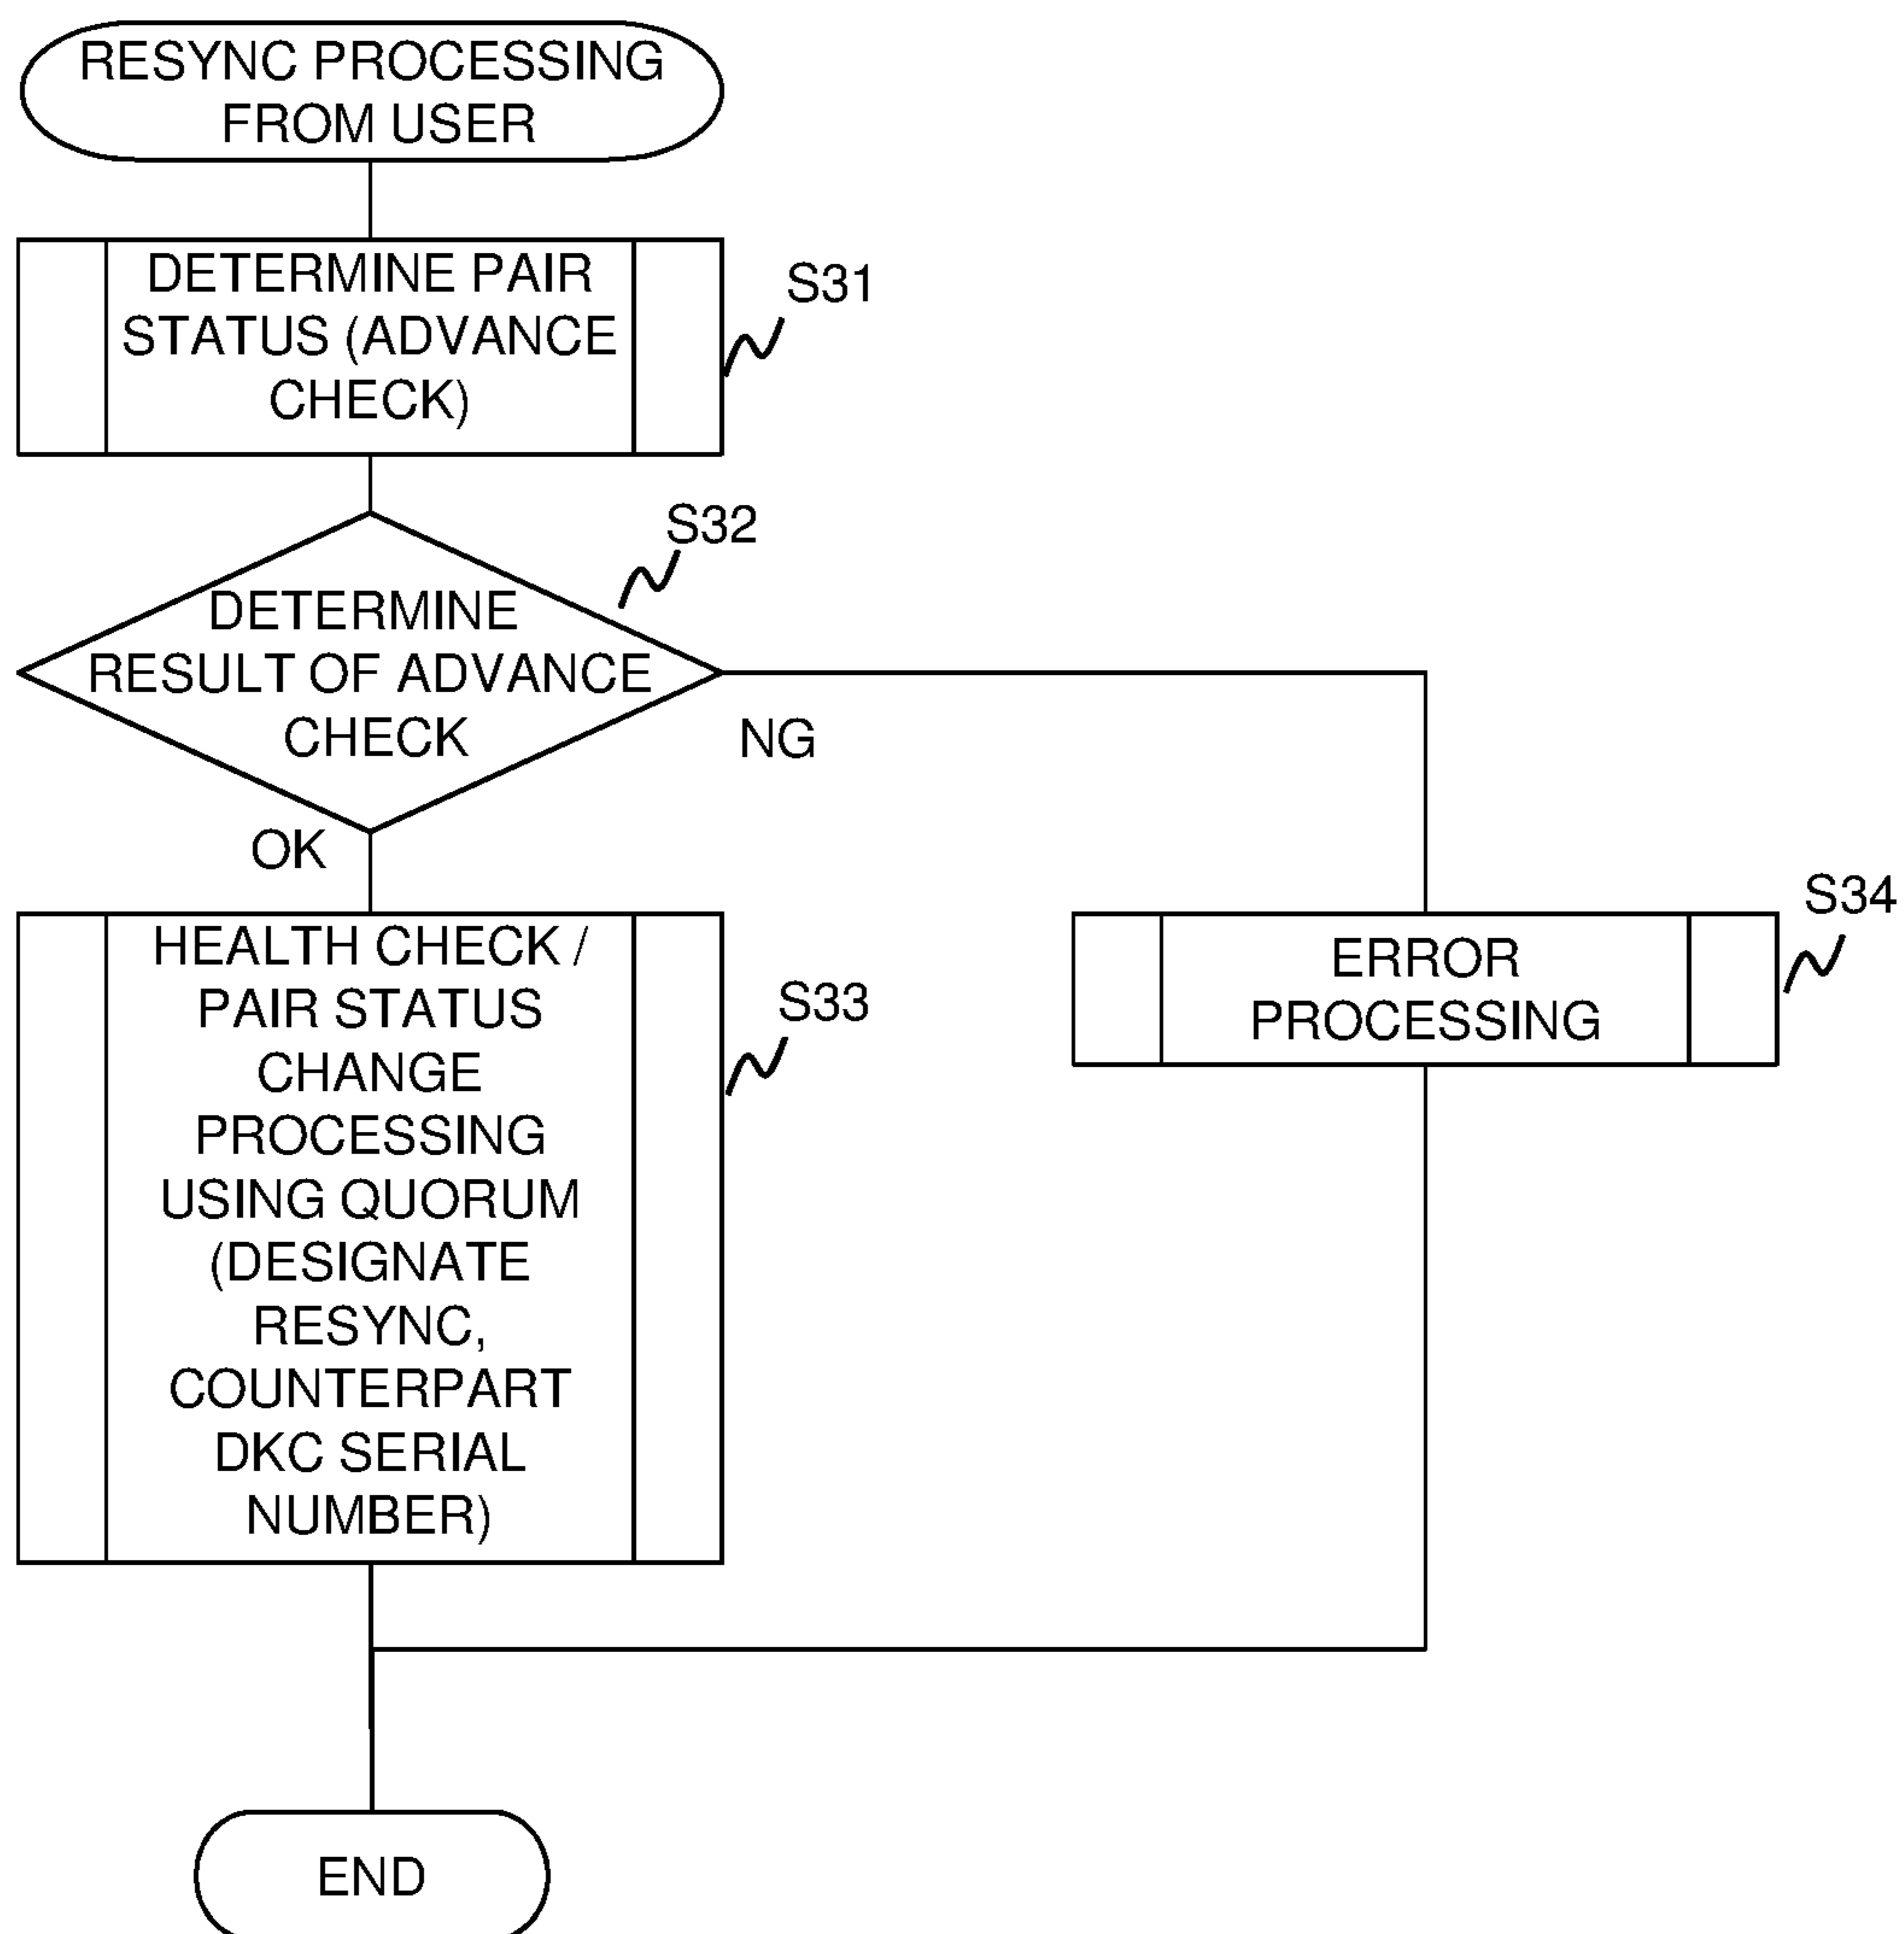 RESYNC PROCESSING
FROM USER
DETERMINE PAIR
STATUS (ADVANCE
CHECK)
S31
S32
DETERMINE
RESULT OF ADVANCE
CHECK
NG
OK
HEALTH CHECK /
PAIR STATUS
CHANGE
PROCESSING
USING QUORUM
(DESIGNATE
RESYNC,
COUNTERPART
DKC SERIAL
NUMBER)
S33
S34
ERROR
PROCESSING
END